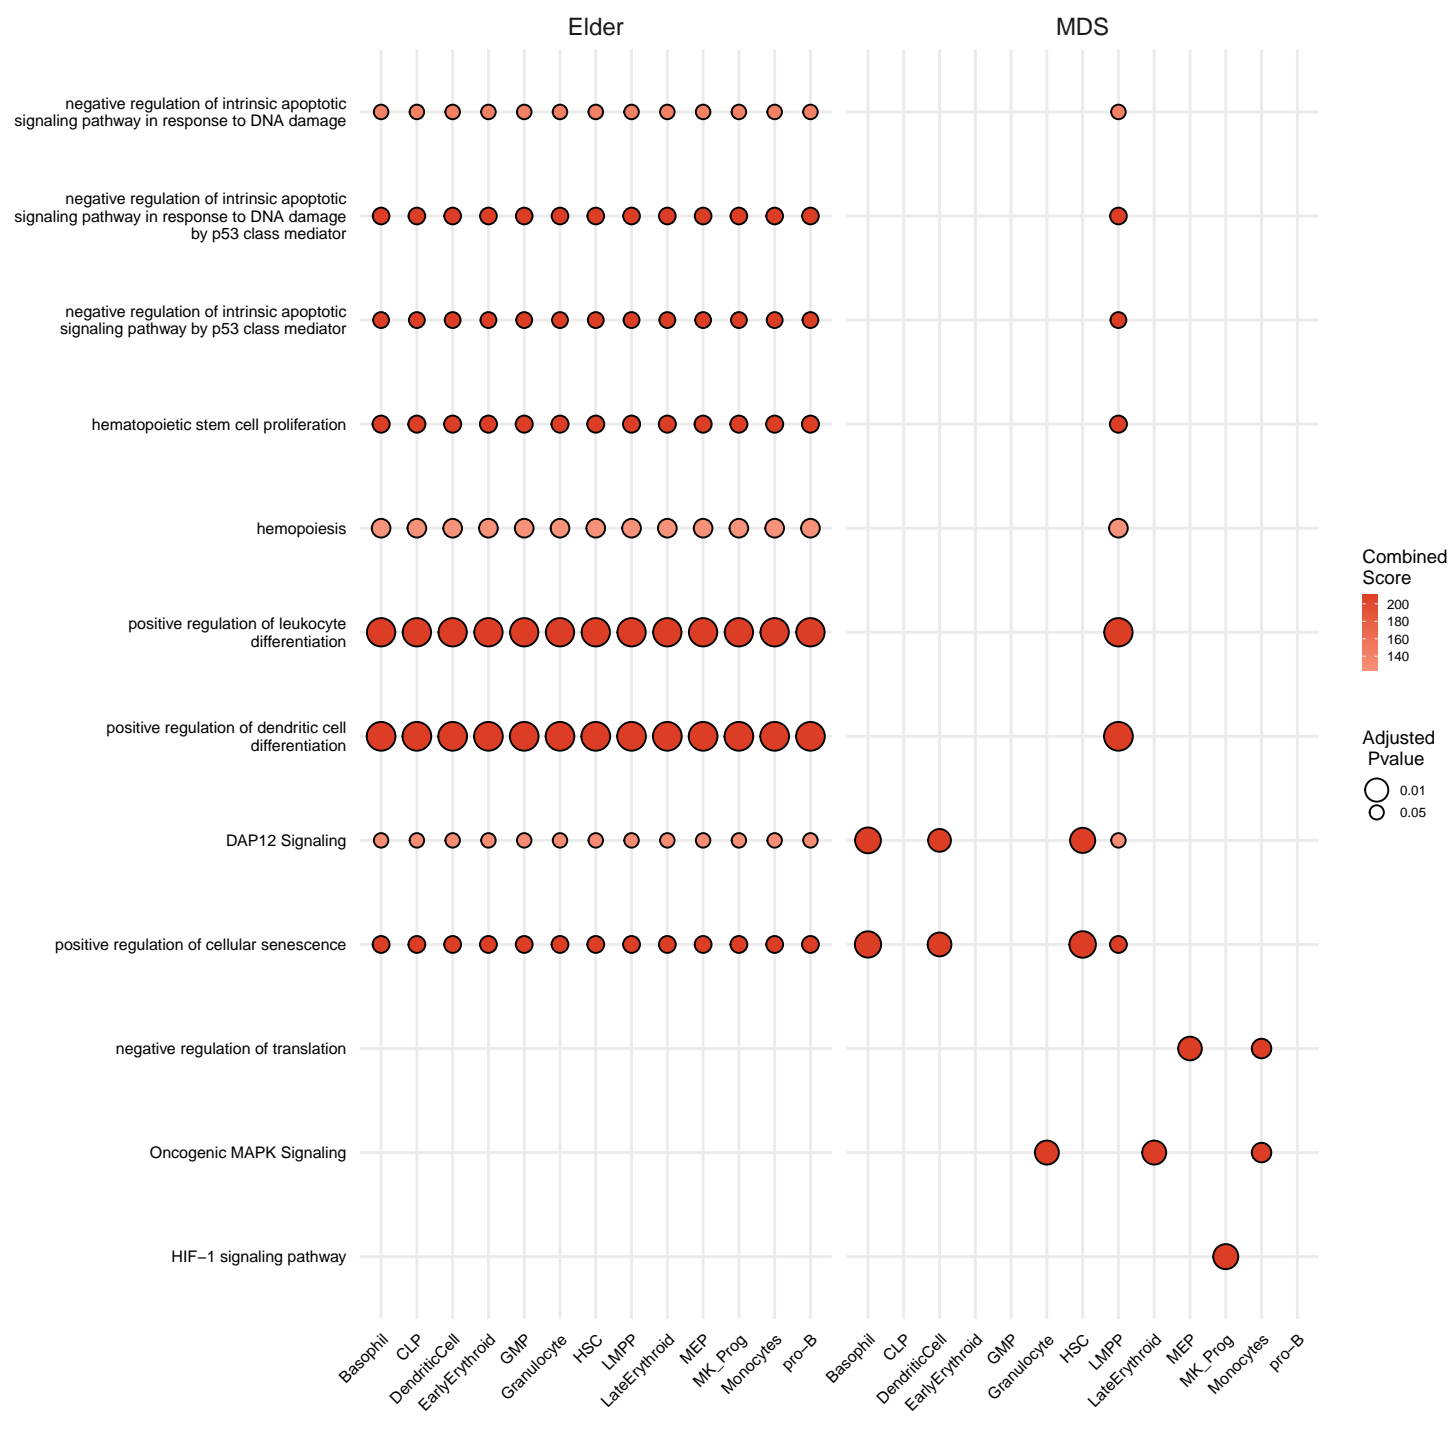 Elder
MDS
negative regulation of intrinsic apoptotic
signaling pathway in response to DNA damage
negative regulation of intrinsic apoptotic
signaling pathway in response to DNA damage
by p53 class mediator
negative regulation of intrinsic apoptotic
signaling pathway by p53 class mediator
hematopoietic stem cell proliferation
hemopoiesis
positive regulation of leukocyte
differentiation
positive regulation of dendritic cell
differentiation
DAP12 Signaling
positive regulation of cellular senescence
negative regulation of translation
Oncogenic MAPK Signaling
HIF−1 signaling pathway
Basophil
CLP
DendriticCell
EarlyErythroid
GMP
Granulocyte
HSC
LMPP
LateErythroid
MEP
MK_Prog
Monocytes
pro−B
Basophil
CLP
DendriticCell
EarlyErythroid
GMP
Granulocyte
HSC
LMPP
LateErythroid
MEP
MK_Prog
Monocytes
pro−B
Combined
Score
200
180
160
140
Adjusted
Pvalue
0.01
0.05